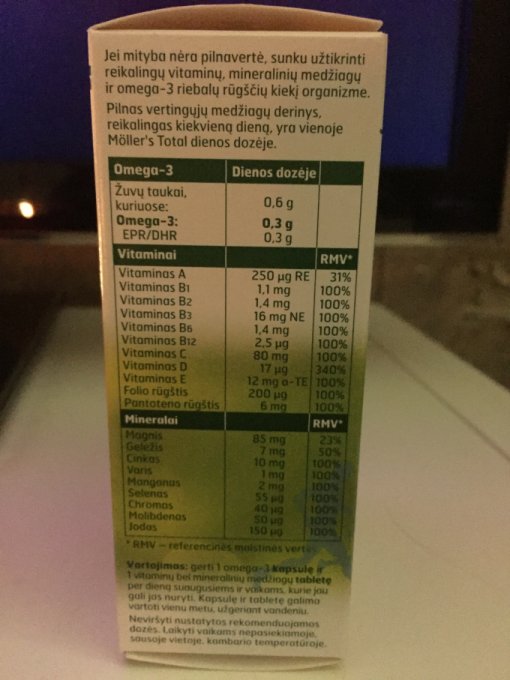 Jei mityba nėra pilnavertė, sunku užtikrinti
reikalingų vitaminų, mineralinių medžiagų
ir omega-3 riebalų rūgščių kiekį organizme.
Pilnas vertingųjų medžiagų derinys,
reikalingas kiekvieną dieną, yra vienoje
Möller's Total dienos dozėje.
Omega-3 Dienos dozėje
Žuvų taukai,
kuriuose: 0,6 g
Omega-3: 0,3 g
EPR/DHR 0,3 g
Vitaminai RMV*
Vitaminas A 250 µg RE 31%
Vitaminas B1 1,1 mg 100%
Vitaminas B2 1,4 mg 100%
Vitaminas B3 16 mg NE 100%
Vitaminas B6 1,4 mg 100%
Vitaminas B12 2,5 µg 100%
Vitaminas C 80 mg 100%
Vitaminas D 17 µg 340%
Vitaminas E 12 mg α-TE 100%
Folio rūgštis 200 µg 100%
Pantoteno rūgštis 6 mg 100%
Mineralai RMV*
Magnis 85 mg 23%
Geležis 7 mg 50%
Cinkas 10 mg 100%
Varis 1 mg 100%
Manganas 2 mg 100%
Selenas 55 µg 100%
Chromas 40 µg 100%
Molibdenas 50 µg 100%
Jodas 150 µg 100%
* RMV – referencinės maistinės vertės
Vartojimas: gerti 1 omega-3 kapsulę ir
1 vitaminų bei mineralinių medžiagų tabletę
per dieną suaugusiems ir vaikams, kurie jau
gali jas nuryti. Kapsulę ir tabletę galima
vartoti vienu metu, užgeriant vandeniu.
Neviršyti nustatytos rekomenduojamos
dozės. Laikyti vaikams nepasiekiamoje,
sausoje vietoje, kambario temperatūroje.